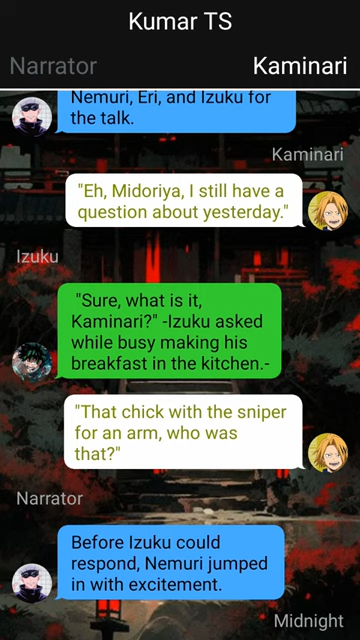 Kumar TS
Narrator
Kaminari
Nemuri, Eri, and Izuku for
the talk.
Kaminari
"Eh, Midoriya, I still have a
question about yesterday."
Izuku
"Sure, what is it,
Kaminari?" -Izuku asked
while busy making his
breakfast in the kitchen.-
"That chick with the sniper
for an arm, who was
that?"
Narrator
Before Izuku could
respond, Nemuri jumped
in with excitement.
Midnight